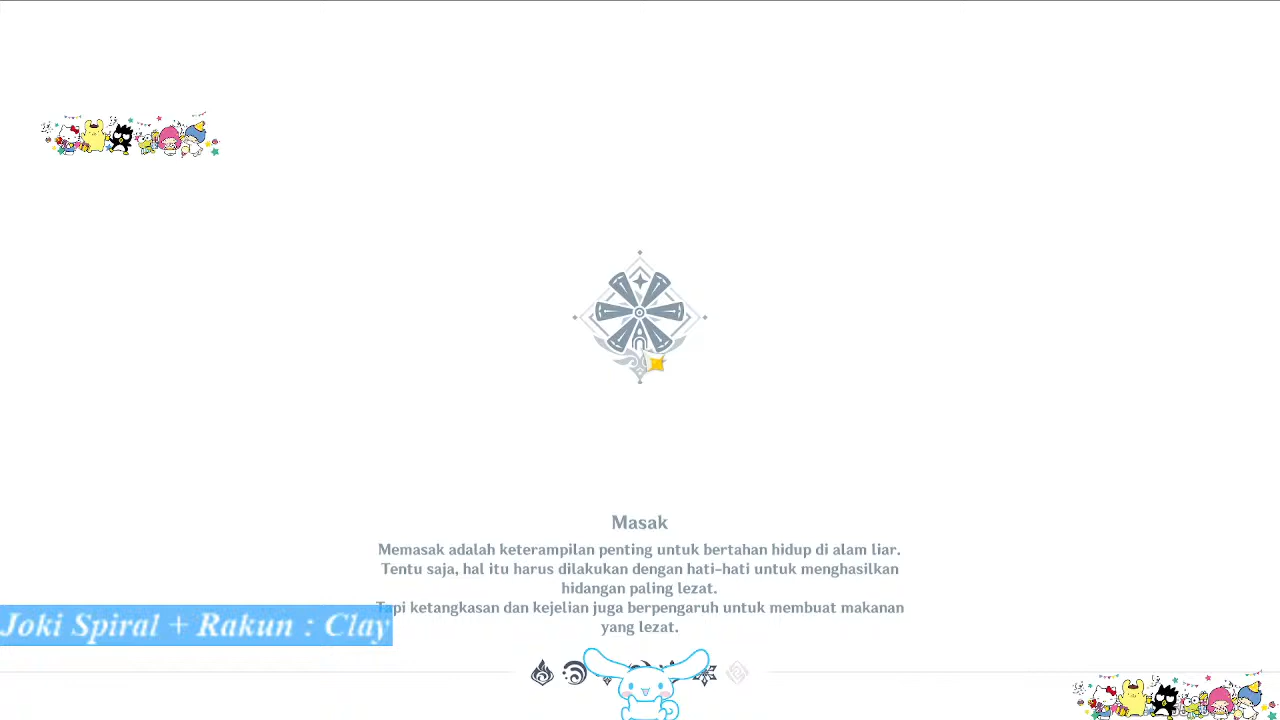 Masak
Memasak adalah keterampilan penting untuk bertahan hidup di alam liar.
Tentu saja, hal itu harus dilakukan dengan hati-hati untuk menghasilkan
hidangan paling lezat.
Tapi ketangkasan dan kejelian juga berpengaruh untuk membuat makanan
yang lezat.
Joki Spiral + Rakun : Clay